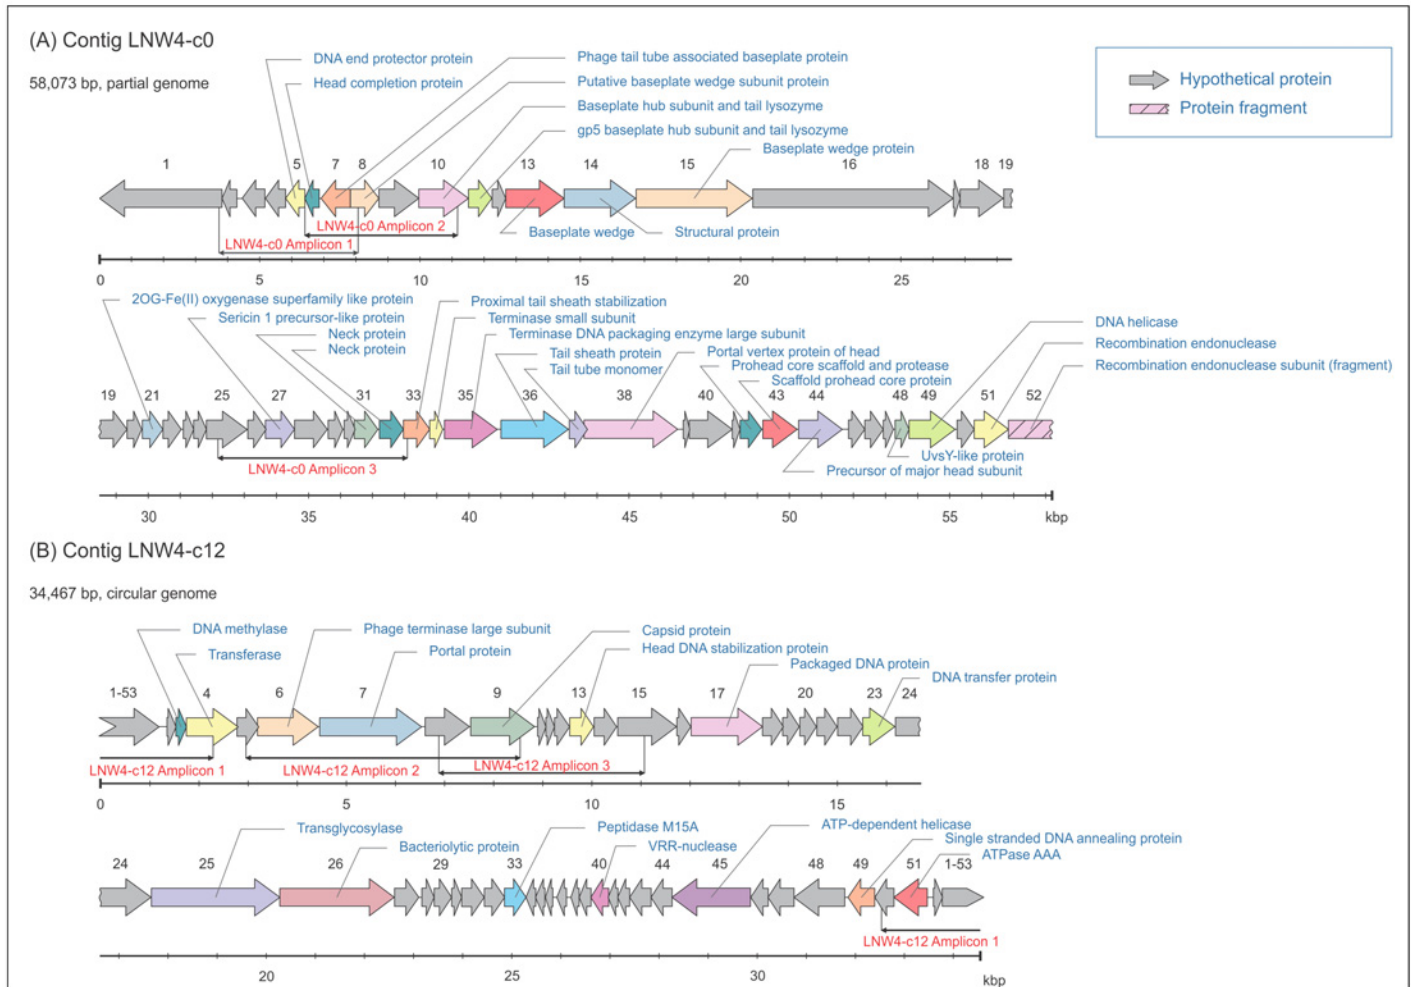 (A) Contig LNW4-c0
58,073 bp, partial genome
DNA end protector protein
Head completion protein
Phage tail tube associated baseplate protein
Putative baseplate wedge subunit protein
Baseplate hub subunit and tail lysozyme
gp5 baseplate hub subunit and tail lysozyme
Baseplate wedge protein
Hypothetical protein
Protein fragment
1 5 7 8 10 13 14 15 16 18 19
LNW4-c0 Amplicon 2
LNW4-c0 Amplicon 1
Baseplate wedge
Structural protein
0 5 10 15 20 25
2OG-Fe(II) oxygenase superfamily like protein
Sericin 1 precursor-like protein
Neck protein
Neck protein
Proximal tail sheath stabilization
Terminase small subunit
Terminase DNA packaging enzyme large subunit
Tail sheath protein
Tail tube monomer
Portal vertex protein of head
Prohead core scaffold and protease
Scaffold prohead core protein
DNA helicase
Recombination endonuclease
Recombination endonuclease subunit (fragment)
19 21 25 27 31 33 35 36 38 40 43 44 48 49 51 52
LNW4-c0 Amplicon 3
UvsY-like protein
Precursor of major head subunit
30 35 40 45 50 55 kbp
(B) Contig LNW4-c12
34,467 bp, circular genome
DNA methylase
Transferase
Phage terminase large subunit
Portal protein
Capsid protein
Head DNA stabilization protein
Packaged DNA protein
DNA transfer protein
1-53 4 6 7 9 13 15 17 20 23 24
LNW4-c12 Amplicon 1
LNW4-c12 Amplicon 2
LNW4-c12 Amplicon 3
0 5 10 15
Transglycosylase
Bacteriolytic protein
Peptidase M15A
VRR-nuclease
ATP-dependent helicase
Single stranded DNA annealing protein
ATPase AAA
24 25 26 29 33 40 44 45 48 49 51 1-53
LNW4-c12 Amplicon 1
20 25 30 kbp